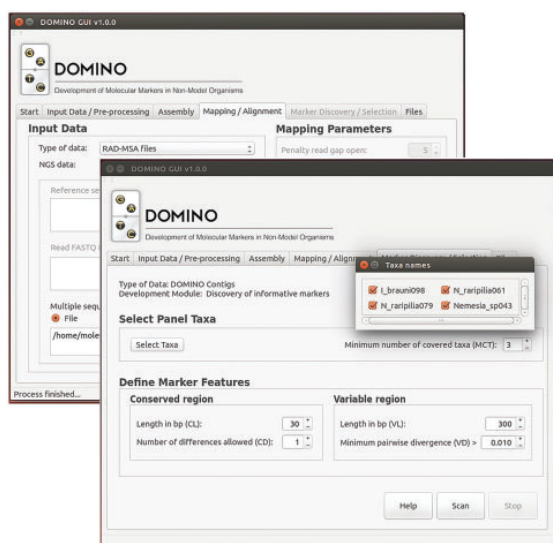 DOMINO GUI v1.0.0
DOMINO
Development of Molecular Markers in Non-Model Organisms
Start Input Data / Pre-processing Assembly Mapping / Alignment Marker Discovery / Selection Files
Input Data
Mapping Parameters
Type of data: RAD-MSA files
Penalty read gap open: 5
NGS data:
Reference se
Read FASTQ
Multiple sequ
File
/home/mole
Process finished...
DOMINO GUI v1.0.0
C A T G
DOMINO
Development of Molecular Markers in Non-Model Organisms
Start Input Data / Pre-processing Assembly Mapping / Alignm
Taxa names
I_brauni098 N_raripilia061
N_raripilia079 Nemesia_sp043
Type of Data: DOMINO Contigs
Development Module: Discovery of informative markers
Select Panel Taxa
Select Taxa
Minimum number of covered taxa (MCT): 3
Define Marker Features
Conserved region
Length in bp (CL): 30
Number of differences allowed (CD): 1
Variable region
Length in bp (VL): 300
Minimum pairwise divergence (VD) > 0.010
Help Scan Stop